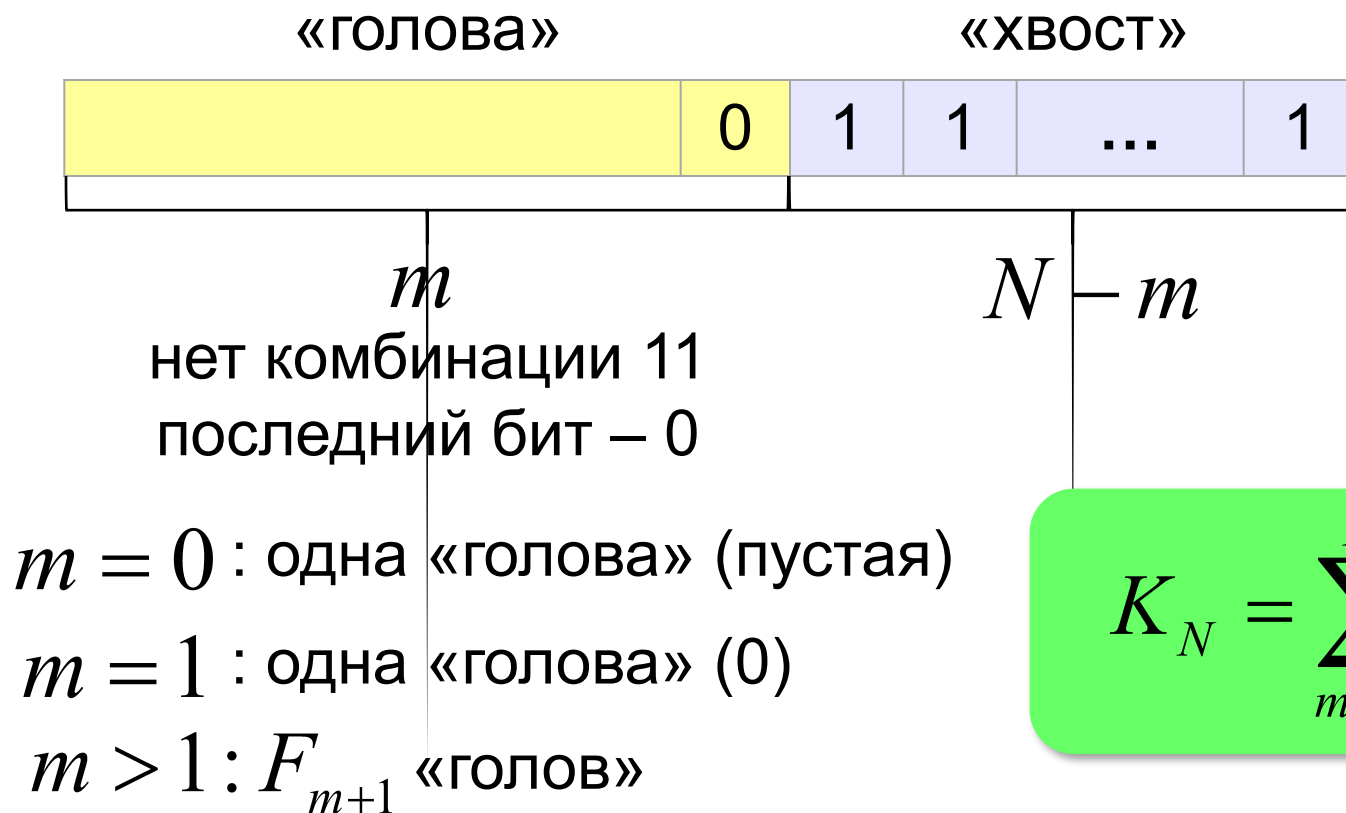 «голова» «хвост»
0 1 1 ... 1
m N – m
нет комбинации 11
последний бит – 0
m = 0 : одна «голова» (пустая)
m = 1 : одна «голова» (0)
m > 1 : F_{m+1} «голов»
K_N = ∑
m